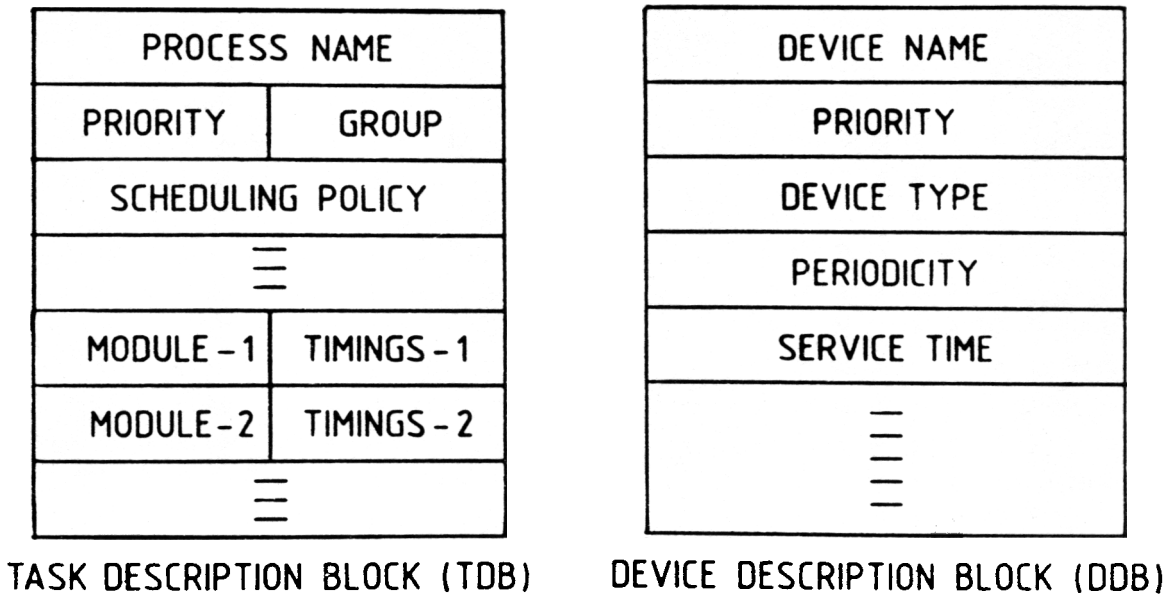 PROCESS NAME
PRIORITY GROUP
SCHEDULING POLICY
MODULE-1 TIMINGS-1
MODULE-2 TIMINGS-2
TASK DESCRIPTION BLOCK (TDB)
DEVICE NAME
PRIORITY
DEVICE TYPE
PERIODICITY
SERVICE TIME
DEVICE DESCRIPTION BLOCK (DDB)